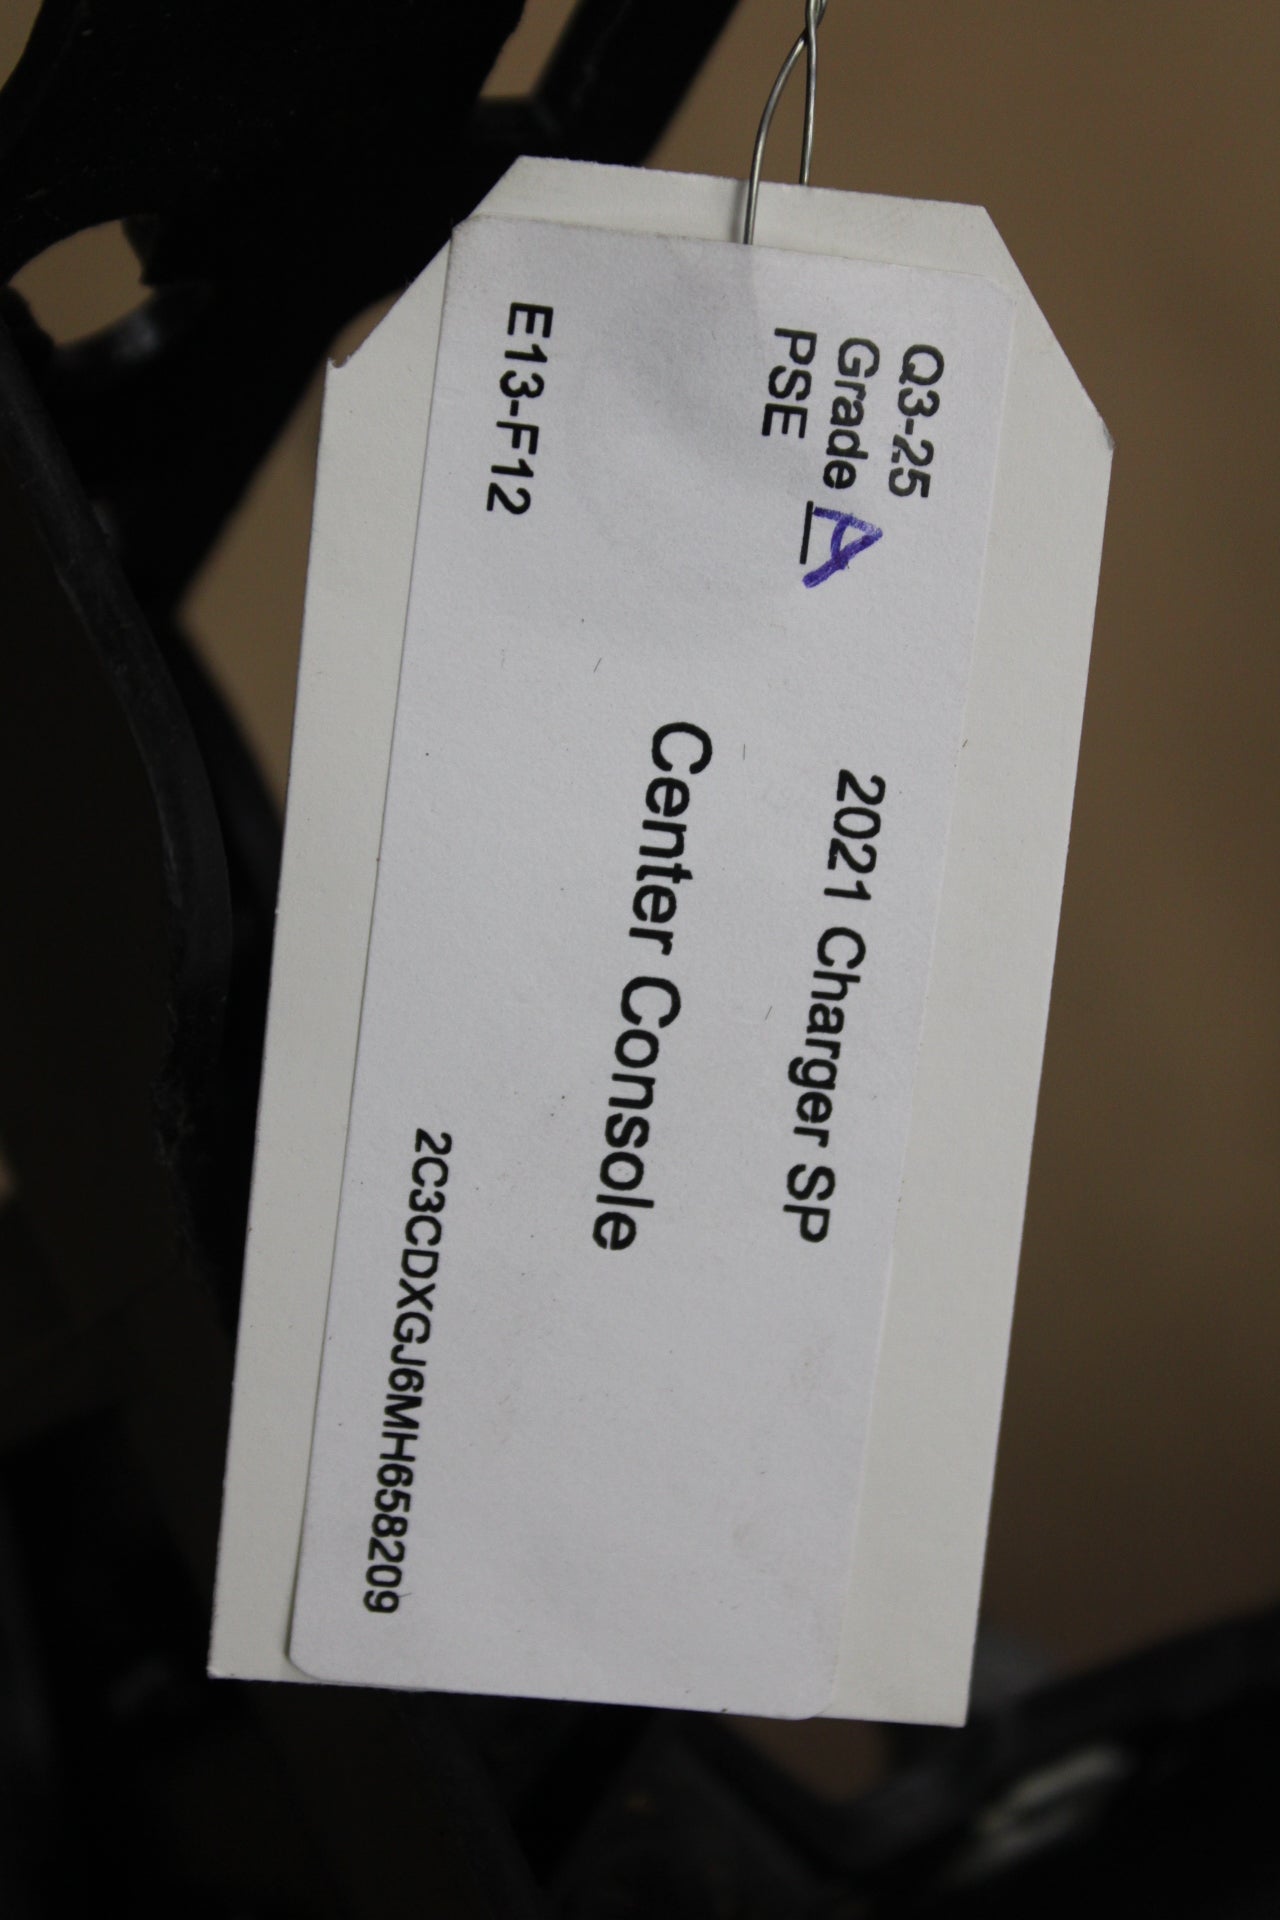 Q3-25
Grade A
PSE
2021 Charger SP
Center Console
E13-F12
2C3CDXGJ6MH658209